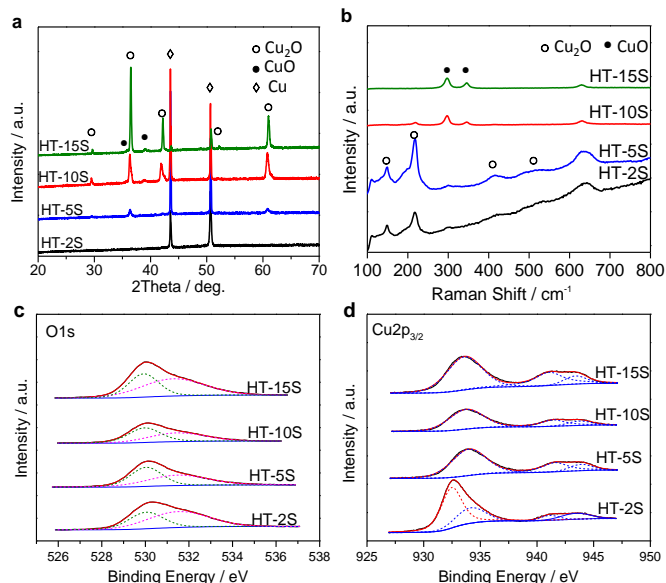 a
○ Cu₂O
● CuO
◇ Cu
HT-15S
HT-10S
HT-5S
HT-2S
Intensity / a.u.
20 30 40 50 60 70
2Theta / deg.
b
○ Cu₂O ● CuO
HT-15S
HT-10S
HT-5S
HT-2S
Intensity / a.u.
100 200 300 400 500 600 700 800
Raman Shift / cm⁻¹
c
O1s
HT-15S
HT-10S
HT-5S
HT-2S
Intensity / a.u.
526 528 530 532 534 536 538
Binding Energy / eV
d
Cu2p₃/₂
HT-15S
HT-10S
HT-5S
HT-2S
Intensity / a.u.
925 930 935 940 945 950
Binding Energy / eV